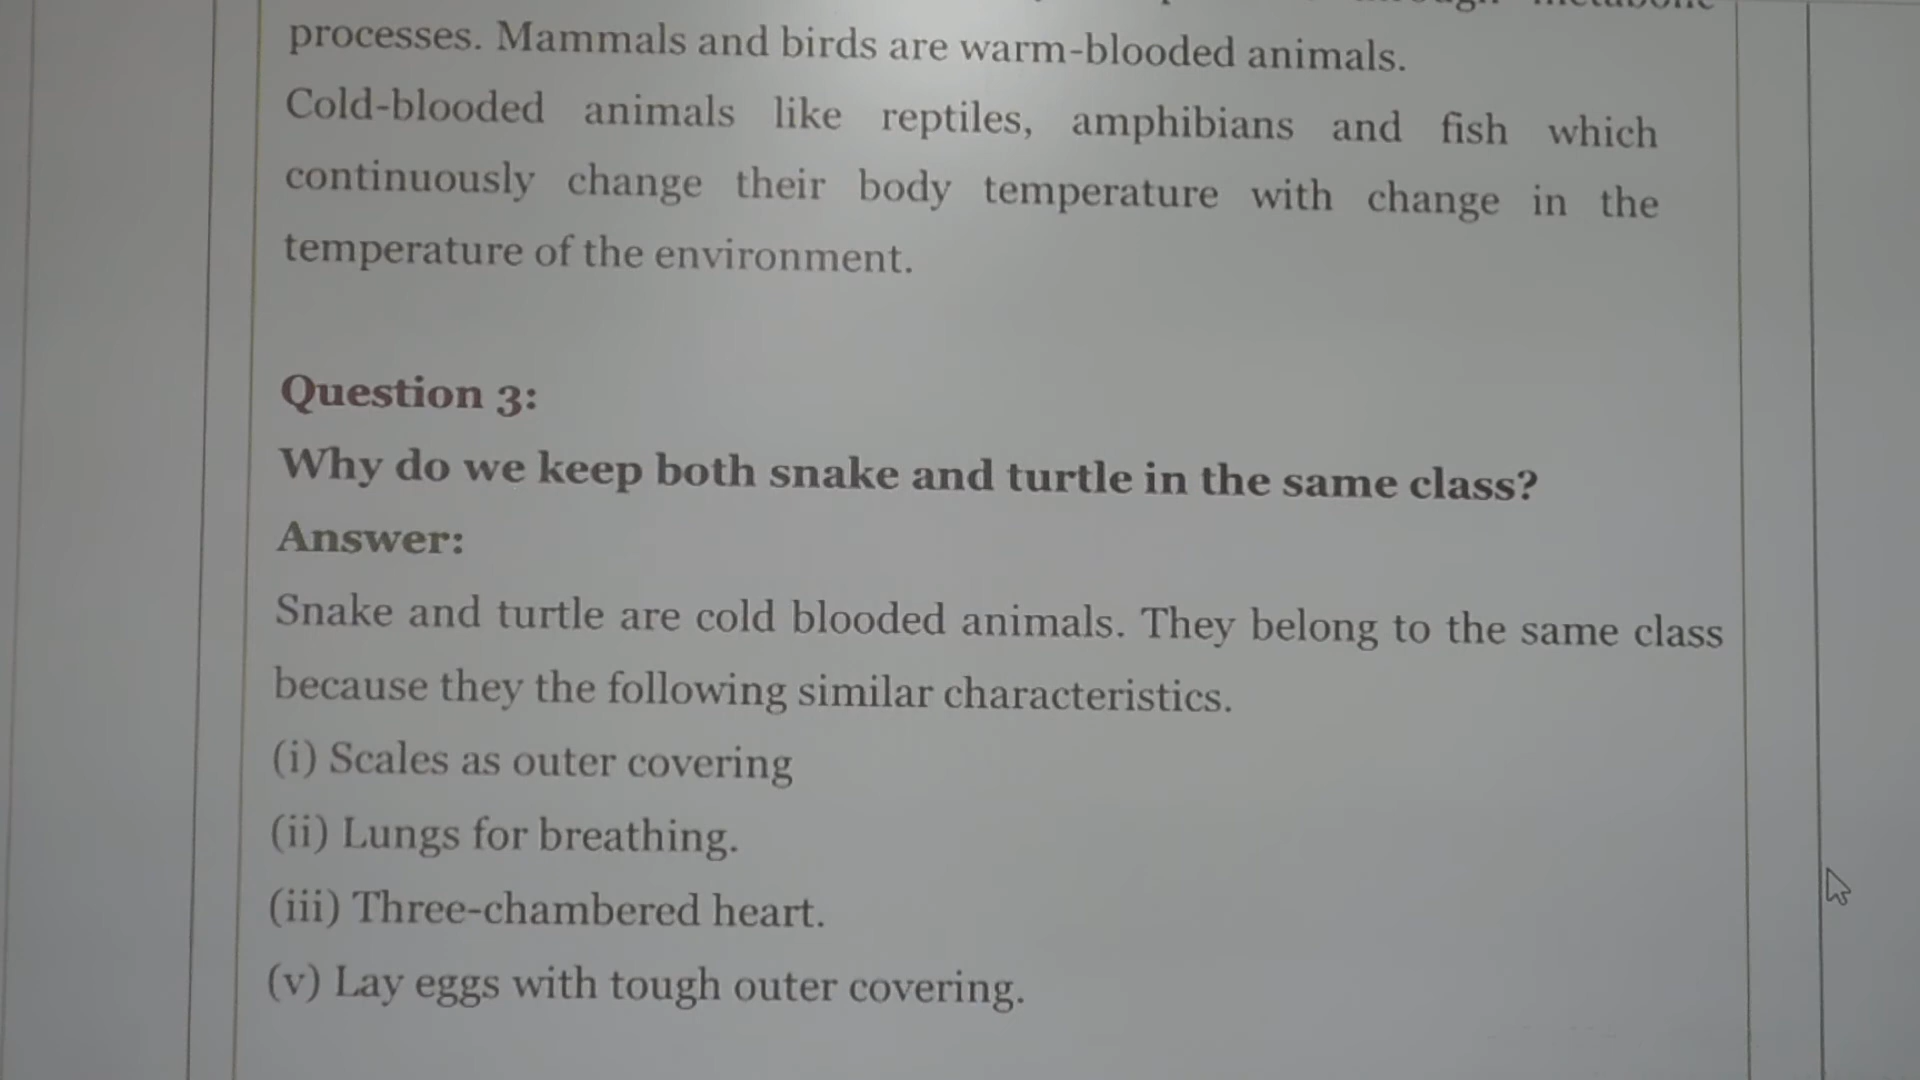 processes. Mammals and birds are warm-blooded animals.
Cold-blooded animals like reptiles, amphibians and fish which
continuously change their body temperature with change in the
temperature of the environment.
Question 3:
Why do we keep both snake and turtle in the same class?
Answer:
Snake and turtle are cold blooded animals. They belong to the same class
because they the following similar characteristics.
(i) Scales as outer covering
(ii) Lungs for breathing.
(iii) Three-chambered heart.
(v) Lay eggs with tough outer covering.